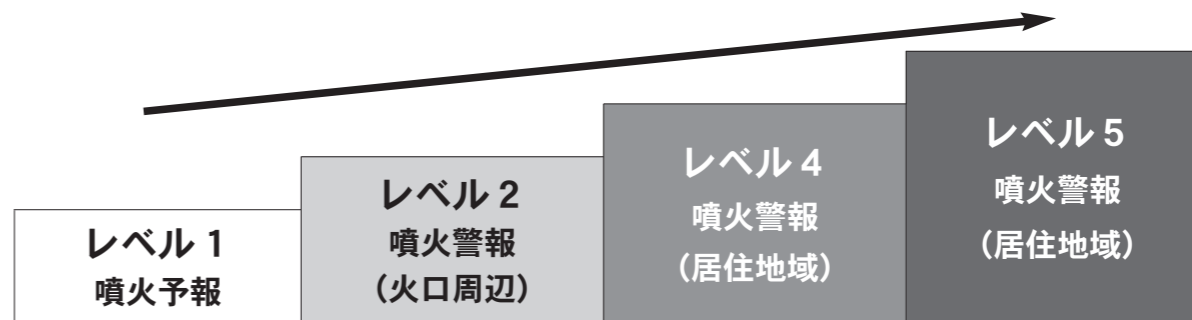 レベル 1
噴火予報
レベル 2
噴火警報
（火口周辺）
レベル 4
噴火警報
（居住地域）
レベル 5
噴火警報
（居住地域）